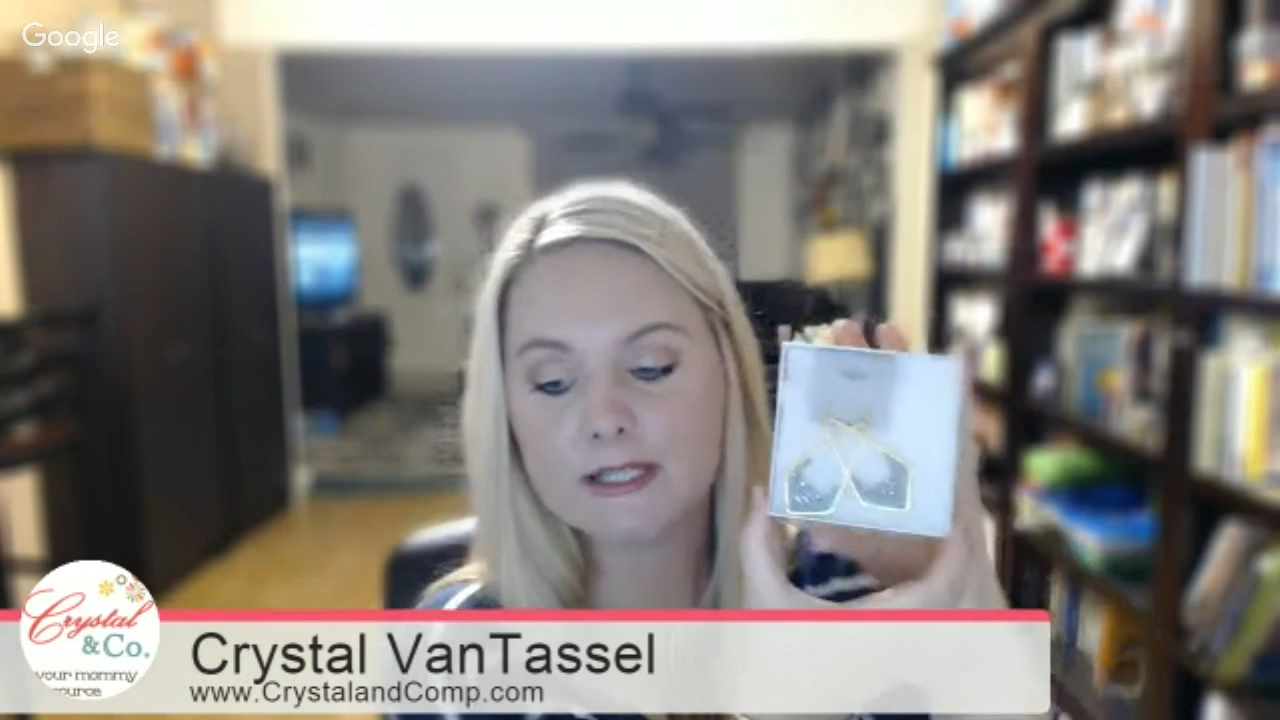 Google
Crystal
& Co.
your mommy
source
Crystal VanTassel
www.CrystalandComp.com